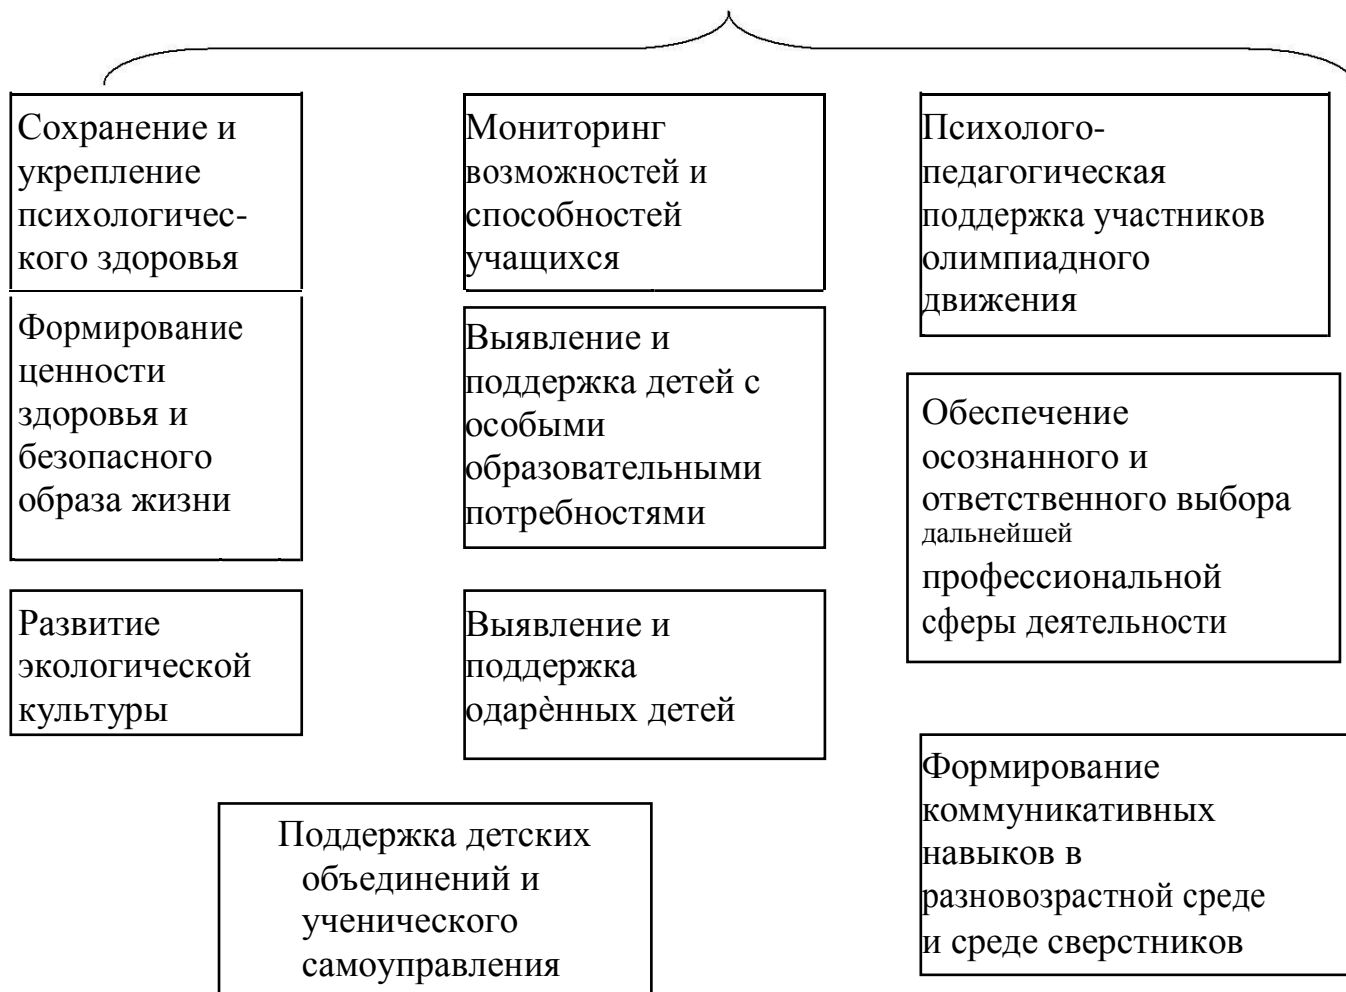 Сохранение и
укрепление
психологичес-
кого здоровья
Формирование
ценности
здоровья и
безопасного
образа жизни
Развитие
экологической
культуры
Мониторинг
возможностей и
способностей
учащихся
Выявление и
поддержка детей с
особыми
образовательными
потребностями
Выявление и
поддержка
одарѐнных детей
Психолого-
педагогическая
поддержка участников
олимпиадного
движения
Обеспечение
осознанного и
ответственного выбора
дальнейшей
профессиональной
сферы деятельности
Формирование
коммуникативных
навыков в
разновозрастной среде
и среде сверстников
Поддержка детских
объединений и
ученического
самоуправления